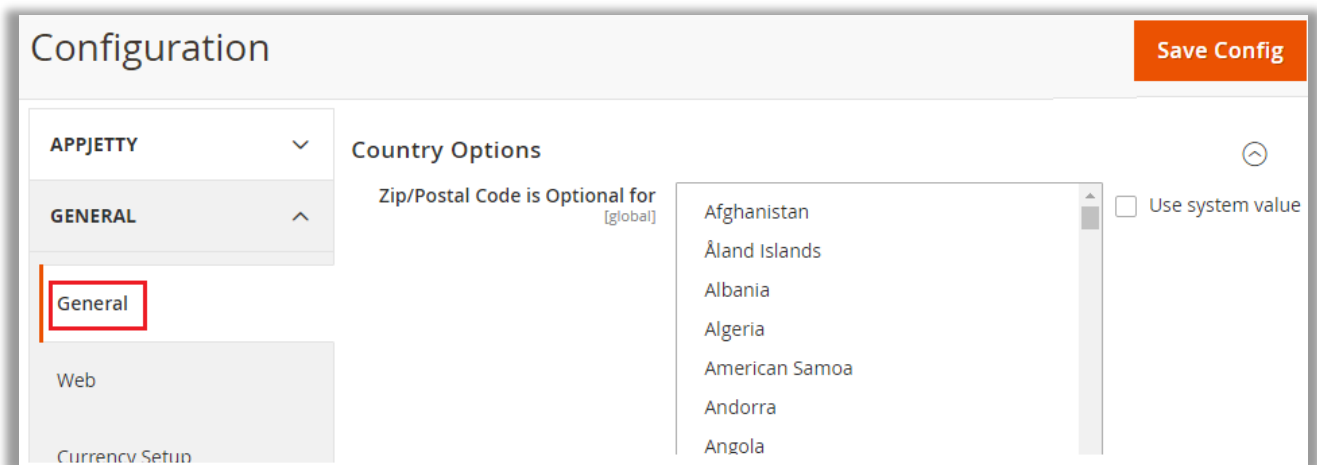 Configuration
Save Config
APPJETTY
Country Options
Zip/Postal Code is Optional for
[global]
Use system value
GENERAL
Afghanistan
Åland Islands
Albania
General
Algeria
American Samoa
Web
Andorra
Angola
Currency Setup